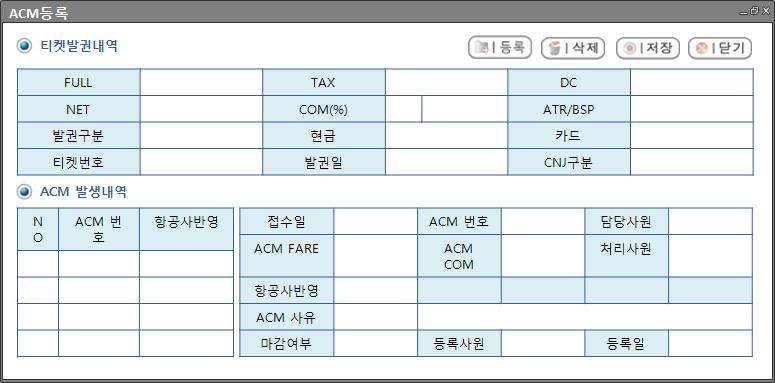 ACM등록
티켓발권내역
등록 삭제 저장 닫기
FULL TAX DC
NET COM(%) ATR/BSP
발권구분 현금 카드
티켓번호 발권일 CNJ구분
ACM 발생내역
N
O
ACM 번
호
항공사반영
접수일 ACM 번호 담당사원
ACM FARE ACM
COM
처리사원
항공사반영
ACM 사유
마감여부 등록사원 등록일